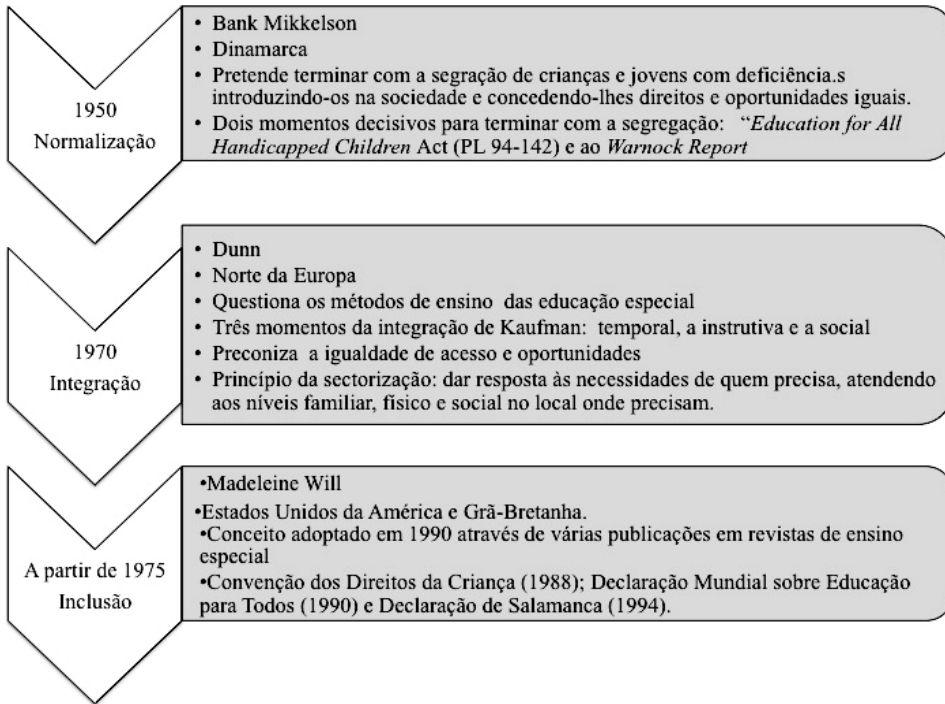 1950
Normalização
• Bank Mikkelson
• Dinamarca
• Pretende terminar com a segração de crianças e jovens com deficiência.s
introduzindo-os na sociedade e concedendo-lhes direitos e oportunidades iguais.
• Dois momentos decisivos para terminar com a segregação: “Education for All
Handicapped Children Act (PL 94-142) e ao Warnock Report
1970
Integração
• Dunn
• Norte da Europa
• Questiona os métodos de ensino das educação especial
• Três momentos da integração de Kaufman: temporal, a instrutiva e a social
• Preconiza a igualdade de acesso e oportunidades
• Princípio da sectorização: dar resposta às necessidades de quem precisa, atendendo
aos níveis familiar, físico e social no local onde precisam.
A partir de 1975
Inclusão
•Madeleine Will
•Estados Unidos da América e Grã-Bretanha.
•Conceito adoptado em 1990 através de várias publicações em revistas de ensino
especial
•Convenção dos Direitos da Criança (1988); Declaração Mundial sobre Educação
para Todos (1990) e Declaração de Salamanca (1994).